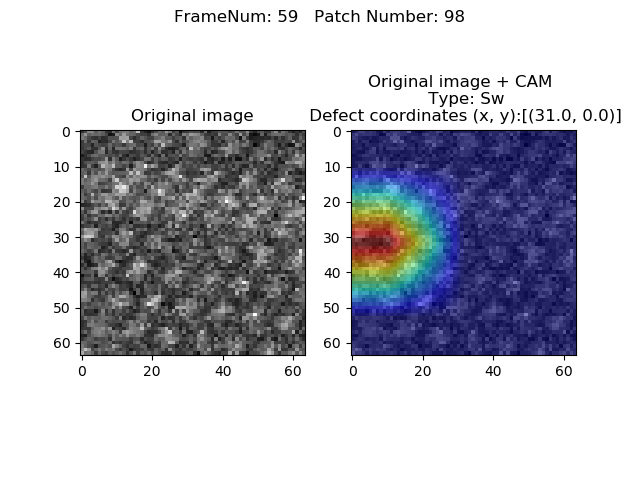 FrameNum: 59   Patch Number: 98
Original image
0
10
20
30
40
50
60
0 20 40 60
Original image + CAM
Type: Sw
Defect coordinates (x, y):[(31.0, 0.0)]
0
10
20
30
40
50
60
0 20 40 60